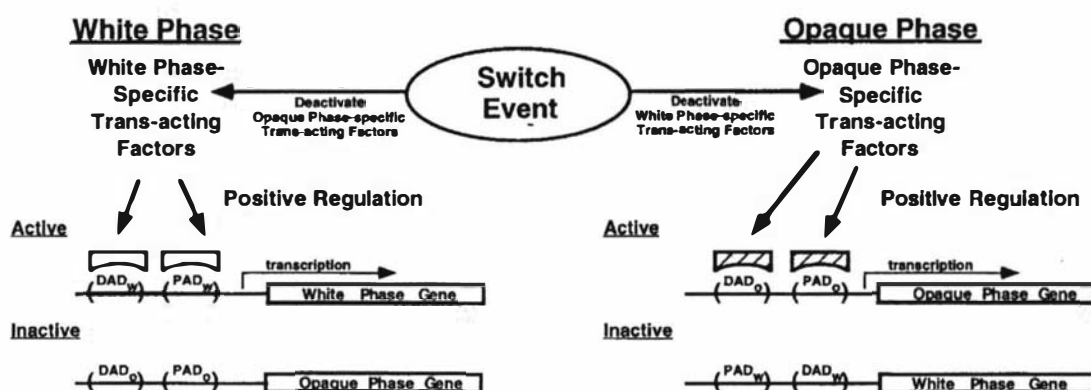 White Phase
White Phase-
Specific
Trans-acting
Factors
Deactivate
Opaque Phase-specific
Trans-acting Factors
Switch
Event
Deactivate
White Phase-specific
Trans-acting Factors
Opaque Phase
Opaque Phase-
Specific
Trans-acting
Factors
Positive Regulation
Active
(DADw) (PADw)
transcription
White Phase Gene
Inactive
(DADo) (PADo)
Opaque Phase Gene
Positive Regulation
Active
(DADo) (PADo)
transcription
Opaque Phase Gene
Inactive
(PADw) (DADw)
White Phase Gene